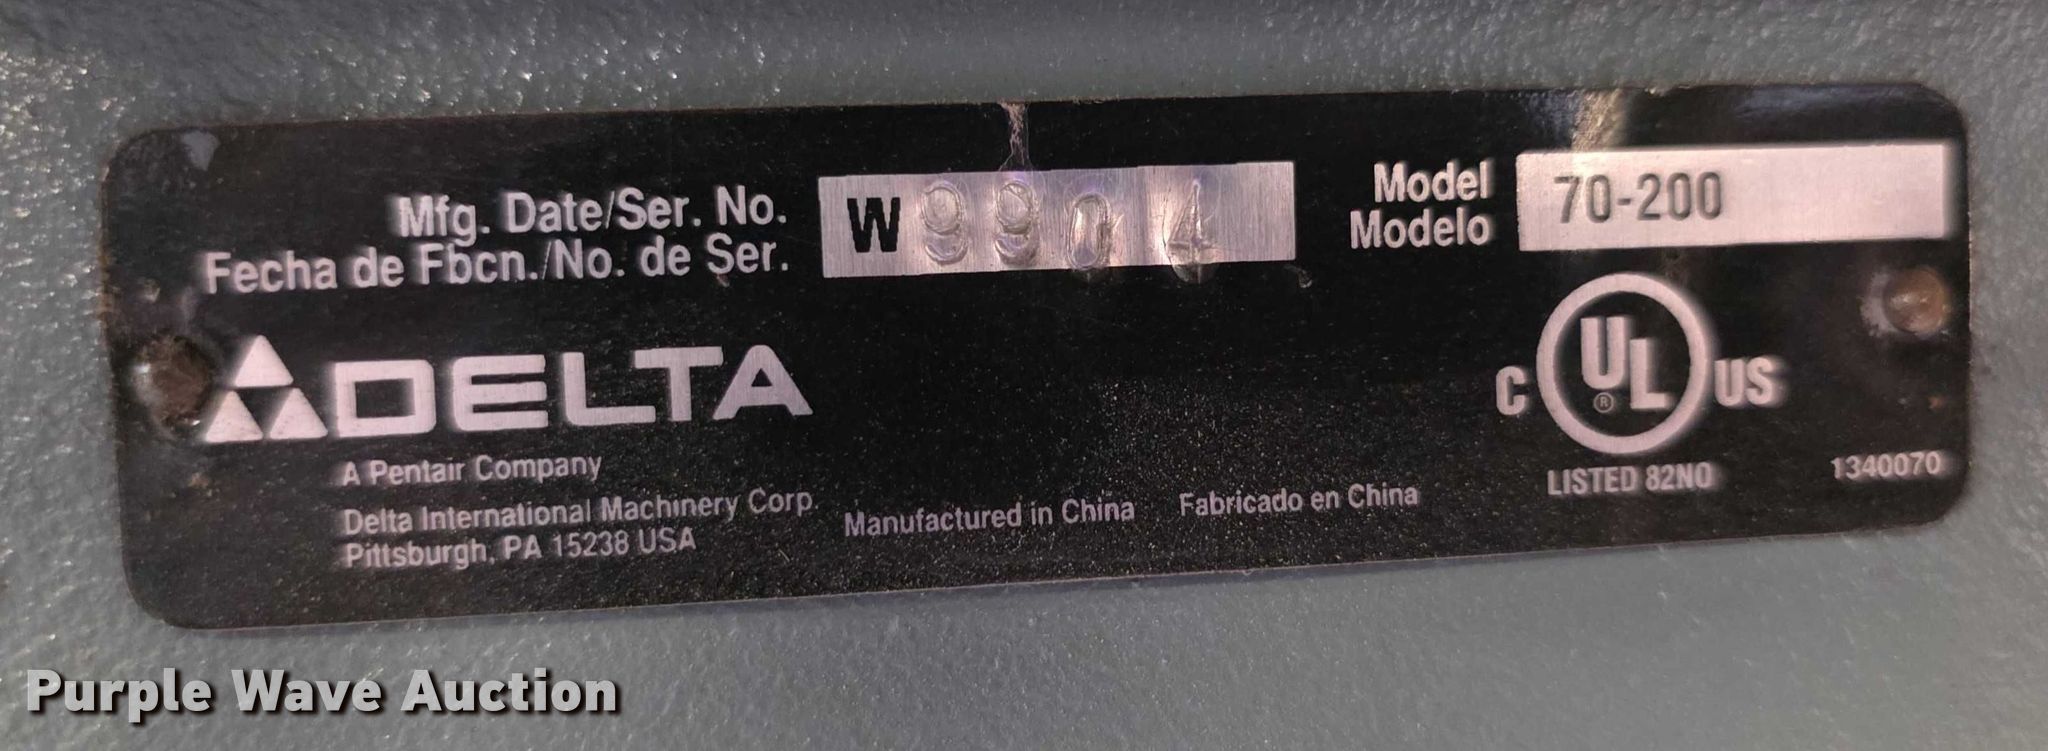 Mfg. Date/Ser. No.
Fecha de Fbcn./No. de Ser.
W 9904
Model
Modelo
70-200
DELTA
A Pentair Company
Delta International Machinery Corp.
Pittsburgh, PA 15238 USA
Manufactured in China
Fabricado en China
C UL® US
LISTED 82NO
1340070
Purple Wave Auction